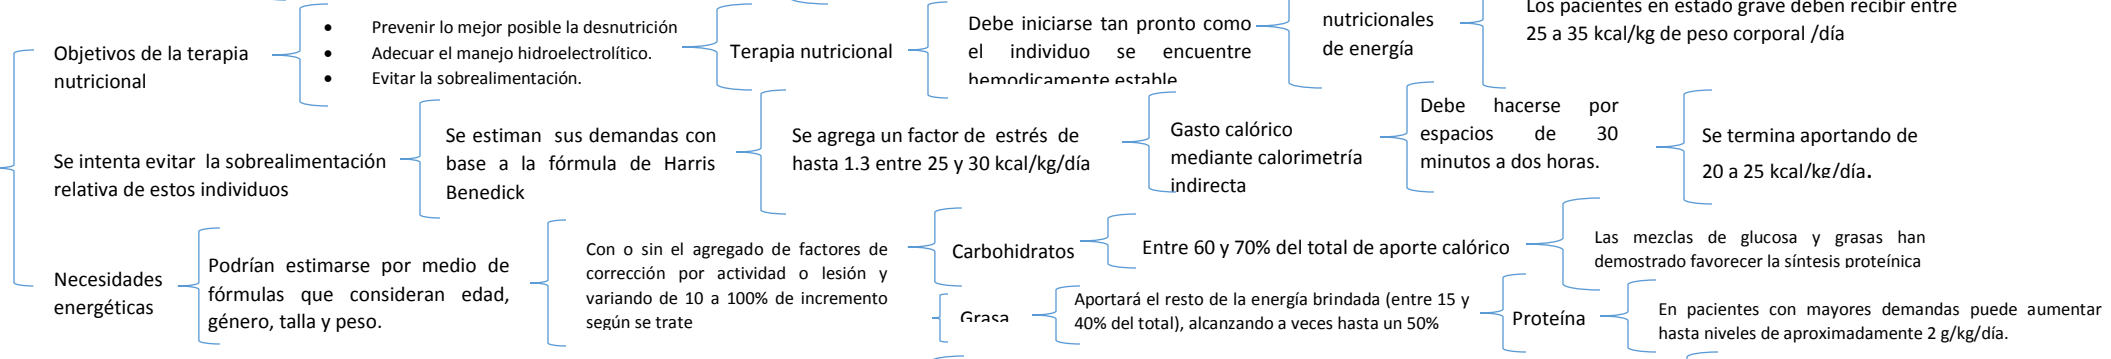 Objetivos de la terapia
nutricional
• Prevenir lo mejor posible la desnutrición
• Adecuar el manejo hidroelectrolítico.
• Evitar la sobrealimentación.
Terapia nutricional
Debe iniciarse tan pronto como
el individuo se encuentre
hemodicamente estable
nutricionales
de energía
Los pacientes en estado grave deben recibir entre
25 a 35 kcal/kg de peso corporal /día
Se intenta evitar la sobrealimentación
relativa de estos individuos
Se estiman sus demandas con
base a la fórmula de Harris
Benedick
Se agrega un factor de estrés de
hasta 1.3 entre 25 y 30 kcal/kg/día
Gasto calórico
mediante calorimetría
indirecta
Debe hacerse por
espacios de 30
minutos a dos horas.
Se termina aportando de
20 a 25 kcal/kg/día.
Necesidades
energéticas
Podrían estimarse por medio de
fórmulas que consideran edad,
género, talla y peso.
Con o sin el agregado de factores de
corrección por actividad o lesión y
variando de 10 a 100% de incremento
según se trate
Carbohidratos
Entre 60 y 70% del total de aporte calórico
Las mezclas de glucosa y grasas han
demostrado favorecer la síntesis proteínica
Grasa
Aportará el resto de la energía brindada (entre 15 y
40% del total), alcanzando a veces hasta un 50%
Proteína
En pacientes con mayores demandas puede aumentar
hasta niveles de aproximadamente 2 g/kg/día.